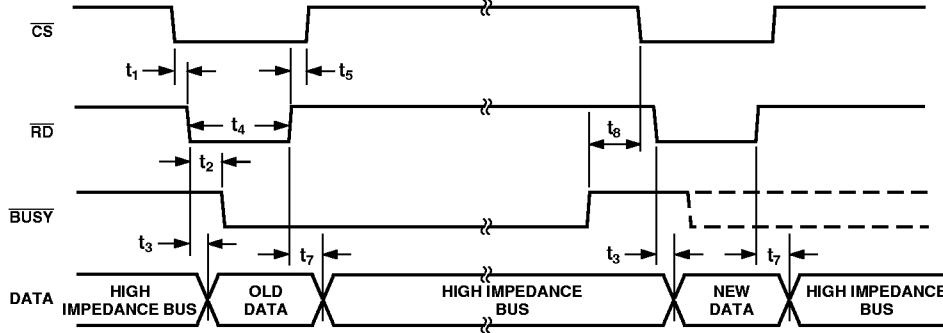 CS
t1
t5
RD
t4
t8
t2
BUSY
t3
t7
t3
t7
DATA
HIGH
IMPEDANCE BUS
OLD
DATA
HIGH IMPEDANCE
BUS
NEW
DATA
HIGH IMPEDANCE
BUS